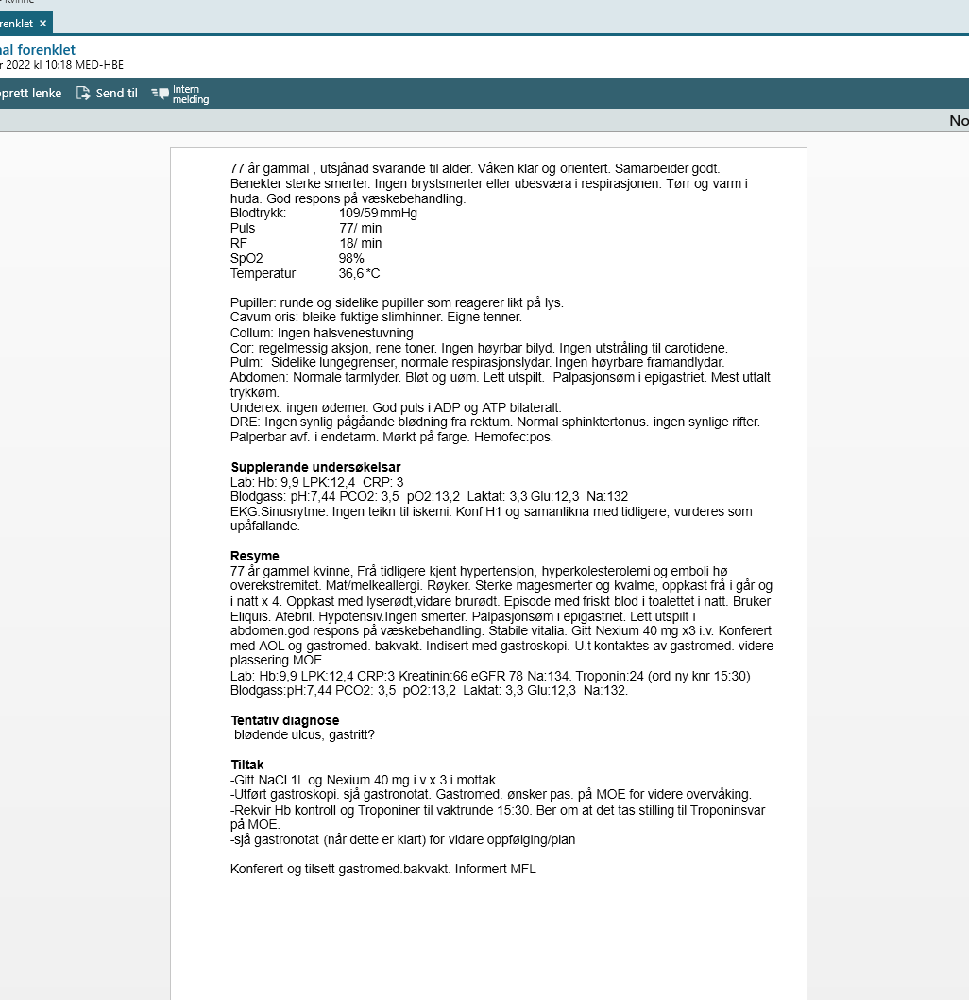 Kvinne
renklet ×
al forenklet
r 2022 kl 10:18 MED-HBE
pprett lenke Send til Intern melding
No
77 år gammal , utsjånad svarande til alder. Våken klar og orientert. Samarbeider godt.
Benekter sterke smerter. Ingen brystsmerter eller ubesværa i respirasjonen. Tørr og varm i
huda. God respons på væskebehandling.
Blodtrykk: 109/59 mmHg
Puls 77/ min
RF 18/ min
SpO2 98%
Temperatur 36,6 *C
Pupiller: runde og sidelike pupiller som reagerer likt på lys.
Cavum oris: bleike fuktige slimhinner. Eigne tenner.
Collum: Ingen halsvenestuvning
Cor: regelmessig aksjon, rene toner. Ingen høyrbar bilyd. Ingen utstråling til carotidene.
Pulm: Sidelike lungegrenser, normale respirasjonslydar. Ingen høyrbare framandlydar.
Abdomen: Normale tarmlyder. Bløt og uøm. Lett utspilt. Palpasjonsøm i epigastriet. Mest uttalt
trykkøm.
Underex: ingen ødemer. God puls i ADP og ATP bilateralt.
DRE: Ingen synlig pågåande blødning fra rektum. Normal sphinktertonus. ingen synlige rifter.
Palperbar avf. i endetarm. Mørkt på farge. Hemofec:pos.
Supplerande undersøkelsar
Lab: Hb: 9,9 LPK:12,4 CRP: 3
Blodgass: pH:7,44 PCO2: 3,5 pO2:13,2 Laktat: 3,3 Glu:12,3 Na:132
EKG:Sinusrytme. Ingen teikn til iskemi. Konf H1 og samanlikna med tidligere, vurderes som
upåfallande.
Resyme
77 år gammel kvinne, Frå tidligere kjent hypertensjon, hyperkolesterolemi og emboli hø
overekstremitet. Mat/melkeallergi. Røyker. Sterke magesmerter og kvalme, oppkast frå i går og
i natt x 4. Oppkast med lyserødt,vidare brurødt. Episode med friskt blod i toalettet i natt. Bruker
Eliquis. Afebril. Hypotensiv.Ingen smerter. Palpasjonsøm i epigastriet. Lett utspilt i
abdomen.god respons på væskebehandling. Stabile vitalia. Gitt Nexium 40 mg x3 i.v. Konferert
med AOL og gastromed. bakvakt. Indisert med gastroskopi. U.t kontaktes av gastromed. videre
plassering MOE.
Lab: Hb:9,9 LPK:12,4 CRP:3 Kreatinin:66 eGFR 78 Na:134. Troponin:24 (ord ny knr 15:30)
Blodgass:pH:7,44 PCO2: 3,5 pO2:13,2 Laktat: 3,3 Glu:12,3 Na:132.
Tentativ diagnose
blødende ulcus, gastritt?
Tiltak
-Gitt NaCl 1L og Nexium 40 mg i.v x 3 i mottak
-Utført gastroskopi. sjå gastronotat. Gastromed. ønsker pas. på MOE for videre overvåking.
-Rekvir Hb kontroll og Troponiner til vaktrunde 15:30. Ber om at det tas stilling til Troponinsvar
på MOE.
-sjå gastronotat (når dette er klart) for vidare oppfølging/plan
Konferert og tilsett gastromed.bakvakt. Informert MFL